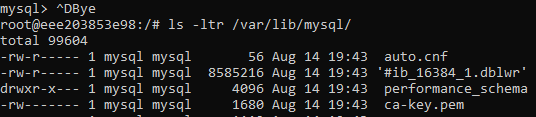 mysql> ^DBye
root@eee203853e98:/# ls -ltr /var/lib/mysql/
total 99604
-rw-r----- 1 mysql mysql      56 Aug 14 19:43  auto.cnf
-rw-r----- 1 mysql mysql 8585216 Aug 14 19:43 '#ib_16384_1.dblwr'
drwxr-x--- 1 mysql mysql    4096 Aug 14 19:43  performance_schema
-rw------- 1 mysql mysql    1680 Aug 14 19:43  ca-key.pem